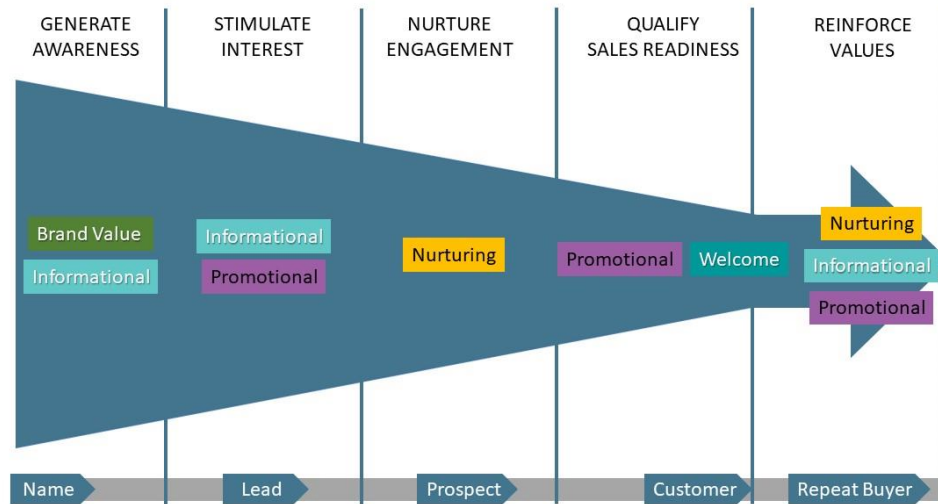 GENERATE
AWARENESS
STIMULATE
INTEREST
NURTURE
ENGAGEMENT
QUALIFY
SALES READINESS
REINFORCE
VALUES
Brand Value
Informational
Informational
Promotional
Nurturing
Promotional
Welcome
Nurturing
Informational
Promotional
Name
Lead
Prospect
Customer
Repeat Buyer